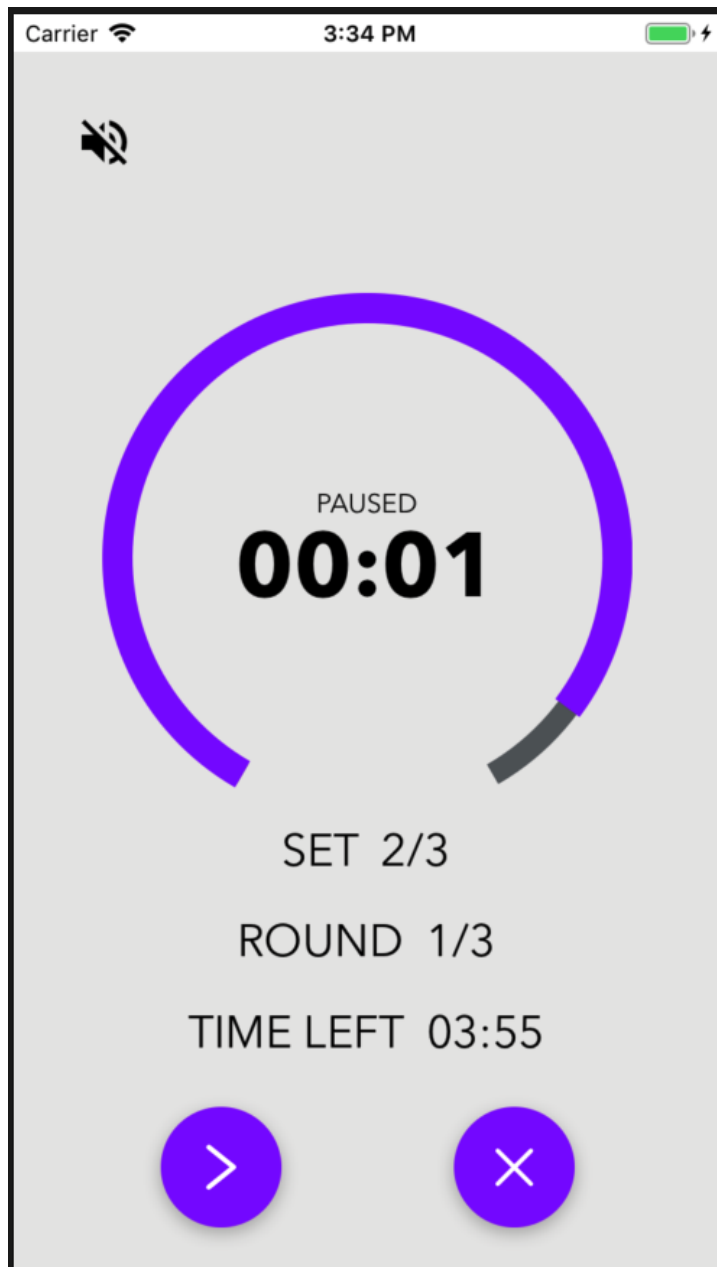 Carrier 3:34 PM
PAUSED
00:01
SET 2/3
ROUND 1/3
TIME LEFT 03:55